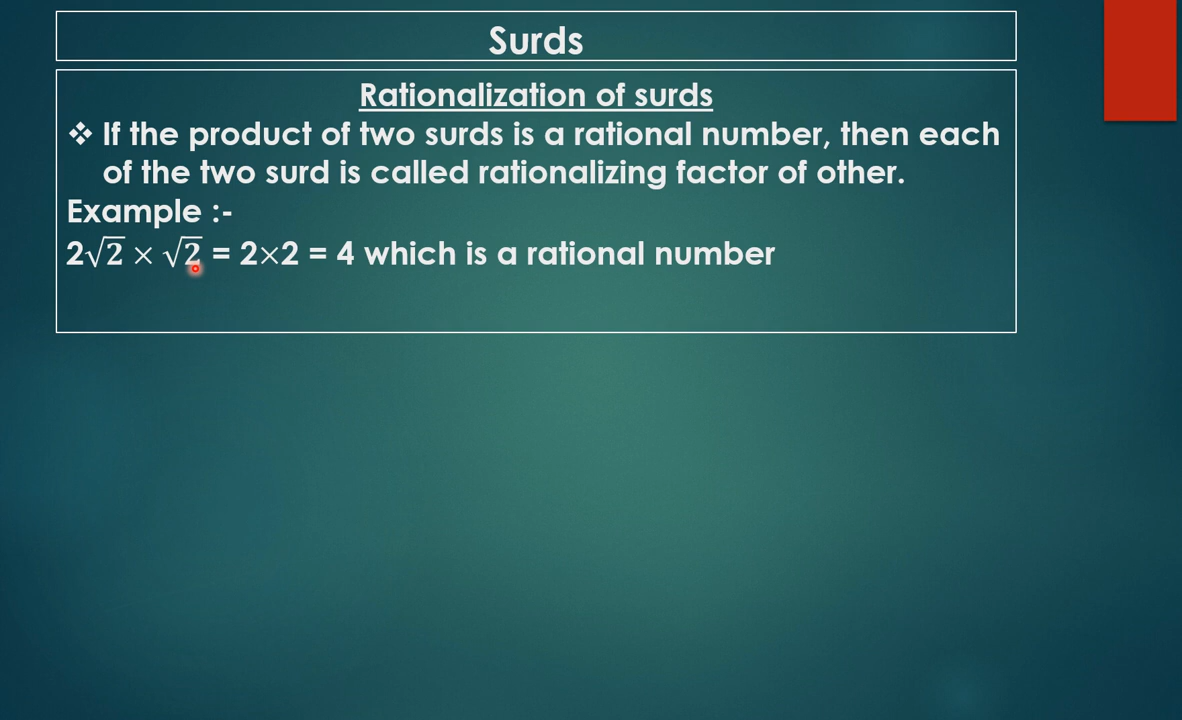 Surds
Rationalization of surds
❖ If the product of two surds is a rational number, then each
of the two surd is called rationalizing factor of other.
Example :-
2√2 × √2 = 2×2 = 4 which is a rational number